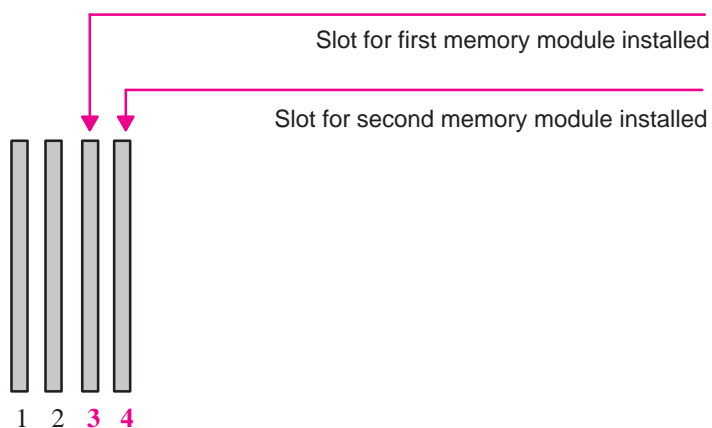 Slot for first memory module installed
Slot for second memory module installed
1 2 3 4